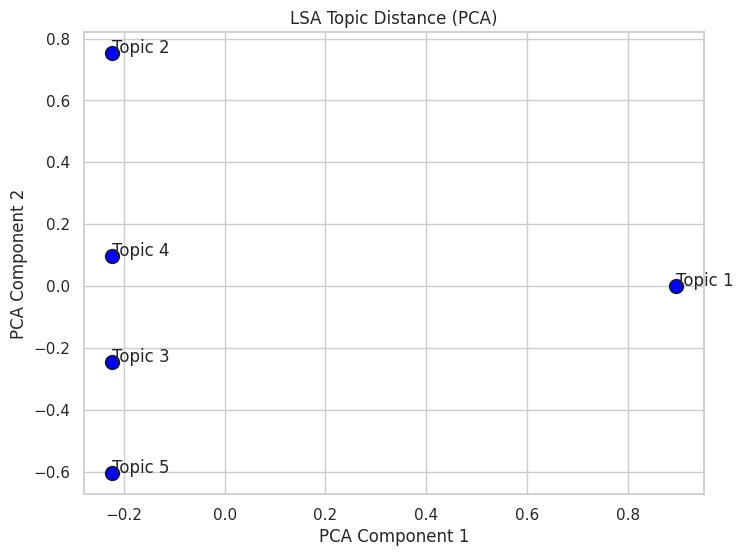 LSA Topic Distance (PCA)
0.8
Topic 2
0.6
0.4
0.2
Topic 4
0.0
Topic 1
−0.2
Topic 3
−0.4
−0.6
Topic 5
PCA Component 2
−0.2
0.0
0.2
0.4
0.6
0.8
PCA Component 1